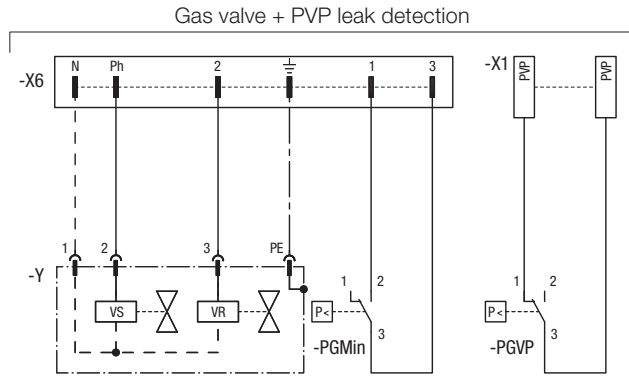 Gas valve + PVP leak detection
-X6 N Ph 2 1 3
-X1 PVP PVP
-Y 1 2 3 PE
VS VR
P< 1 2
3
-PGMin
P< 1 2
3
-PGVP